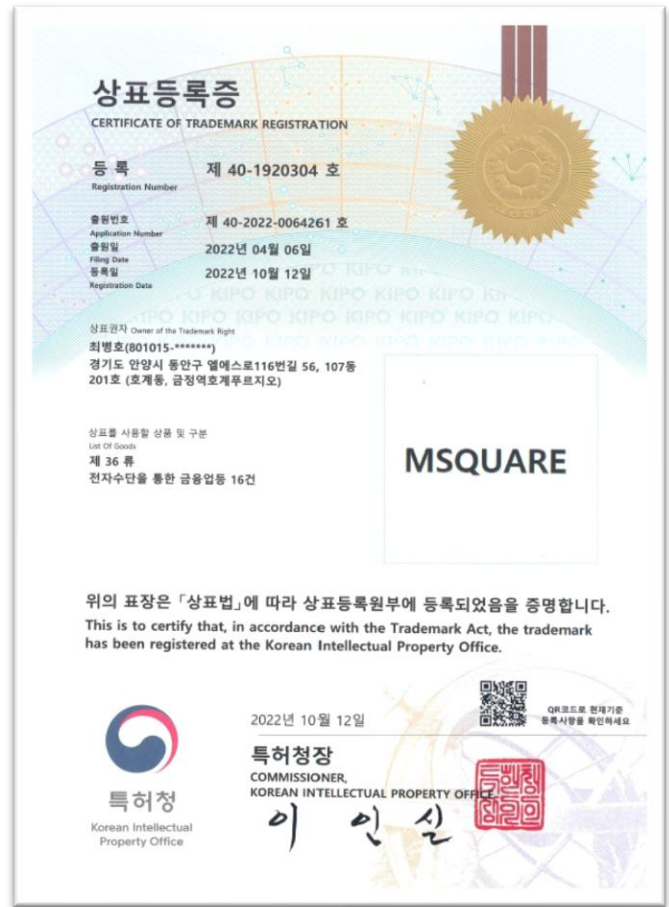 상표등록증
CERTIFICATE OF TRADEMARK REGISTRATION
등 록 제 40-1920304 호
Registration Number
출원번호 제 40-2022-0064261 호
Application Number
출원일 2022년 04월 06일
Filing Date
등록일 2022년 10월 12일
Registration Date
KIPO KIPO KIPO KIPO KIPO
상표권자 Owner of the Trademark Right
최병호(801015-*******)
경기도 안양시 동안구 엘에스로116번길 56, 107동
201호 (호계동, 금정역호계푸르지오)
상표를 사용할 상품 및 구분
List Of Goods
제 36 류
전자수단을 통한 금융업등 16건
MSQUARE
위의 표장은 「상표법」에 따라 상표등록원부에 등록되었음을 증명합니다.
This is to certify that, in accordance with the Trademark Act, the trademark
has been registered at the Korean Intellectual Property Office.
2022년 10월 12일
QR코드로 현재기준
등록사항을 확인하세요
특허청장
COMMISSIONER,
KOREAN INTELLECTUAL PROPERTY OFFICE
이 인 실
특허청
Korean Intellectual
Property Office